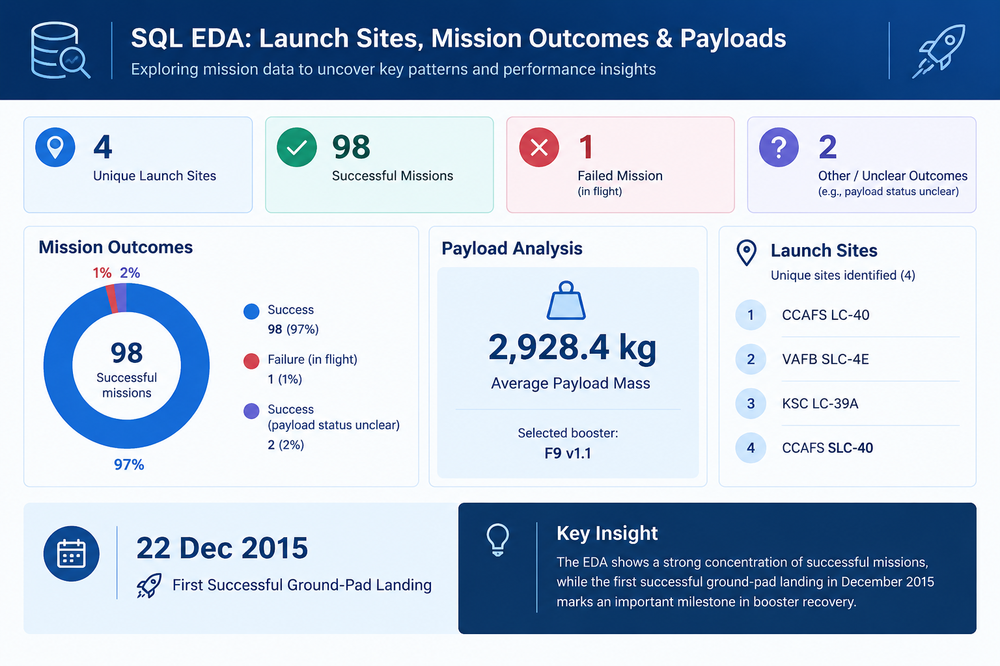 SQL EDA: Launch Sites, Mission Outcomes & Payloads
Exploring mission data to uncover key patterns and performance insights
4
Unique Launch Sites
98
Successful Missions
1
Failed Mission
(in flight)
2
Other / Unclear Outcomes
(e.g., payload status unclear)
Mission Outcomes
1% 2%
98
Successful
missions
97%
Success
98 (97%)
Failure (in flight)
1 (1%)
Success
(payload status unclear)
2 (2%)
Payload Analysis
2,928.4 kg
Average Payload Mass
Selected booster:
F9 v1.1
Launch Sites
Unique sites identified (4)
1 CCAFS LC-40
2 VAFB SLC-4E
3 KSC LC-39A
4 CCAFS SLC-40
22 Dec 2015
First Successful Ground-Pad Landing
Key Insight
The EDA shows a strong concentration of successful missions,
while the first successful ground-pad landing in December 2015
marks an important milestone in booster recovery.